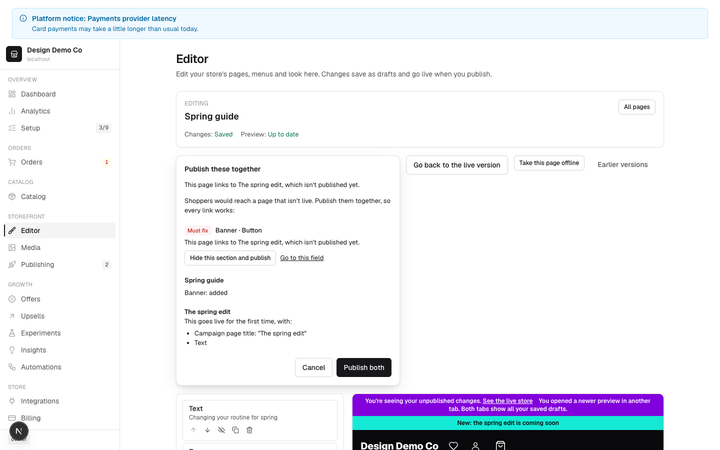 Platform notice: Payments provider latency
Card payments may take a little longer than usual today.
Design Demo Co
localhost
OVERVIEW
Dashboard
Analytics
Setup 3/9
ORDERS
Orders 1
CATALOG
Catalog
STOREFRONT
Editor
Media
Publishing 2
GROWTH
Offers
Upsells
Experiments
Insights
Automations
STORE
Integrations
Billing
N
Editor
Edit your store's pages, menus and look here. Changes save as drafts and go live when you publish.
EDITING
Spring guide
All pages
Changes: Saved Preview: Up to date
Publish these together
This page links to The spring edit, which isn't published yet.
Shoppers would reach a page that isn't live. Publish them together, so
every link works:
Must fix Banner · Button
This page links to The spring edit, which isn't published yet.
Hide this section and publish Go to this field
Spring guide
Banner: added
The spring edit
This goes live for the first time, with:
• Campaign page title: "The spring edit"
• Text
Cancel Publish both
Go back to the live version Take this page offline Earlier versions
Text
Changing your routine for spring
You're seeing your unpublished changes. See the live store You opened a newer preview in another
tab. Both tabs show all your saved drafts.
New: the spring edit is coming soon
Design Demo Co